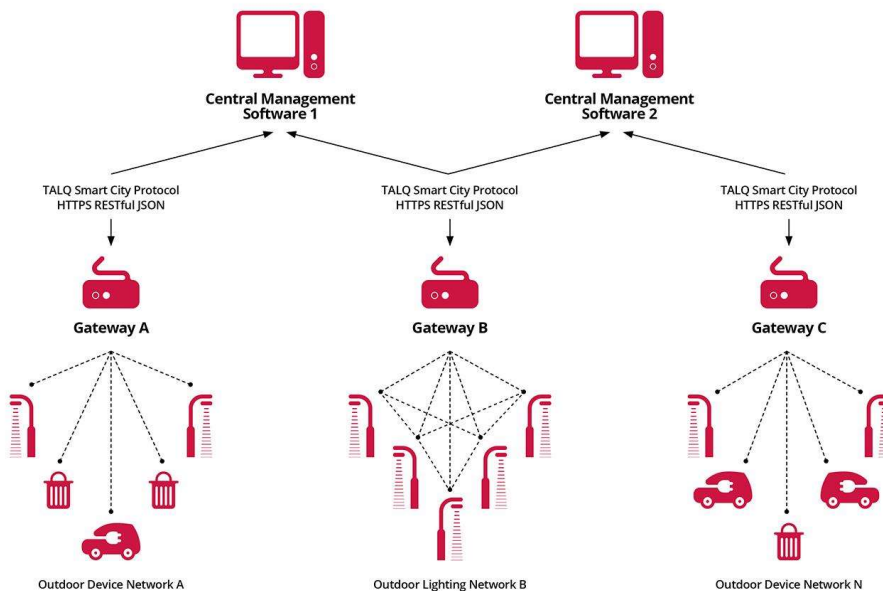 Central Management
Software 1
Central Management
Software 2
TALQ Smart City Protocol
HTTPS RESTful JSON
TALQ Smart City Protocol
HTTPS RESTful JSON
TALQ Smart City Protocol
HTTPS RESTful JSON
Gateway A
Gateway B
Gateway C
Outdoor Device Network A
Outdoor Lighting Network B
Outdoor Device Network N